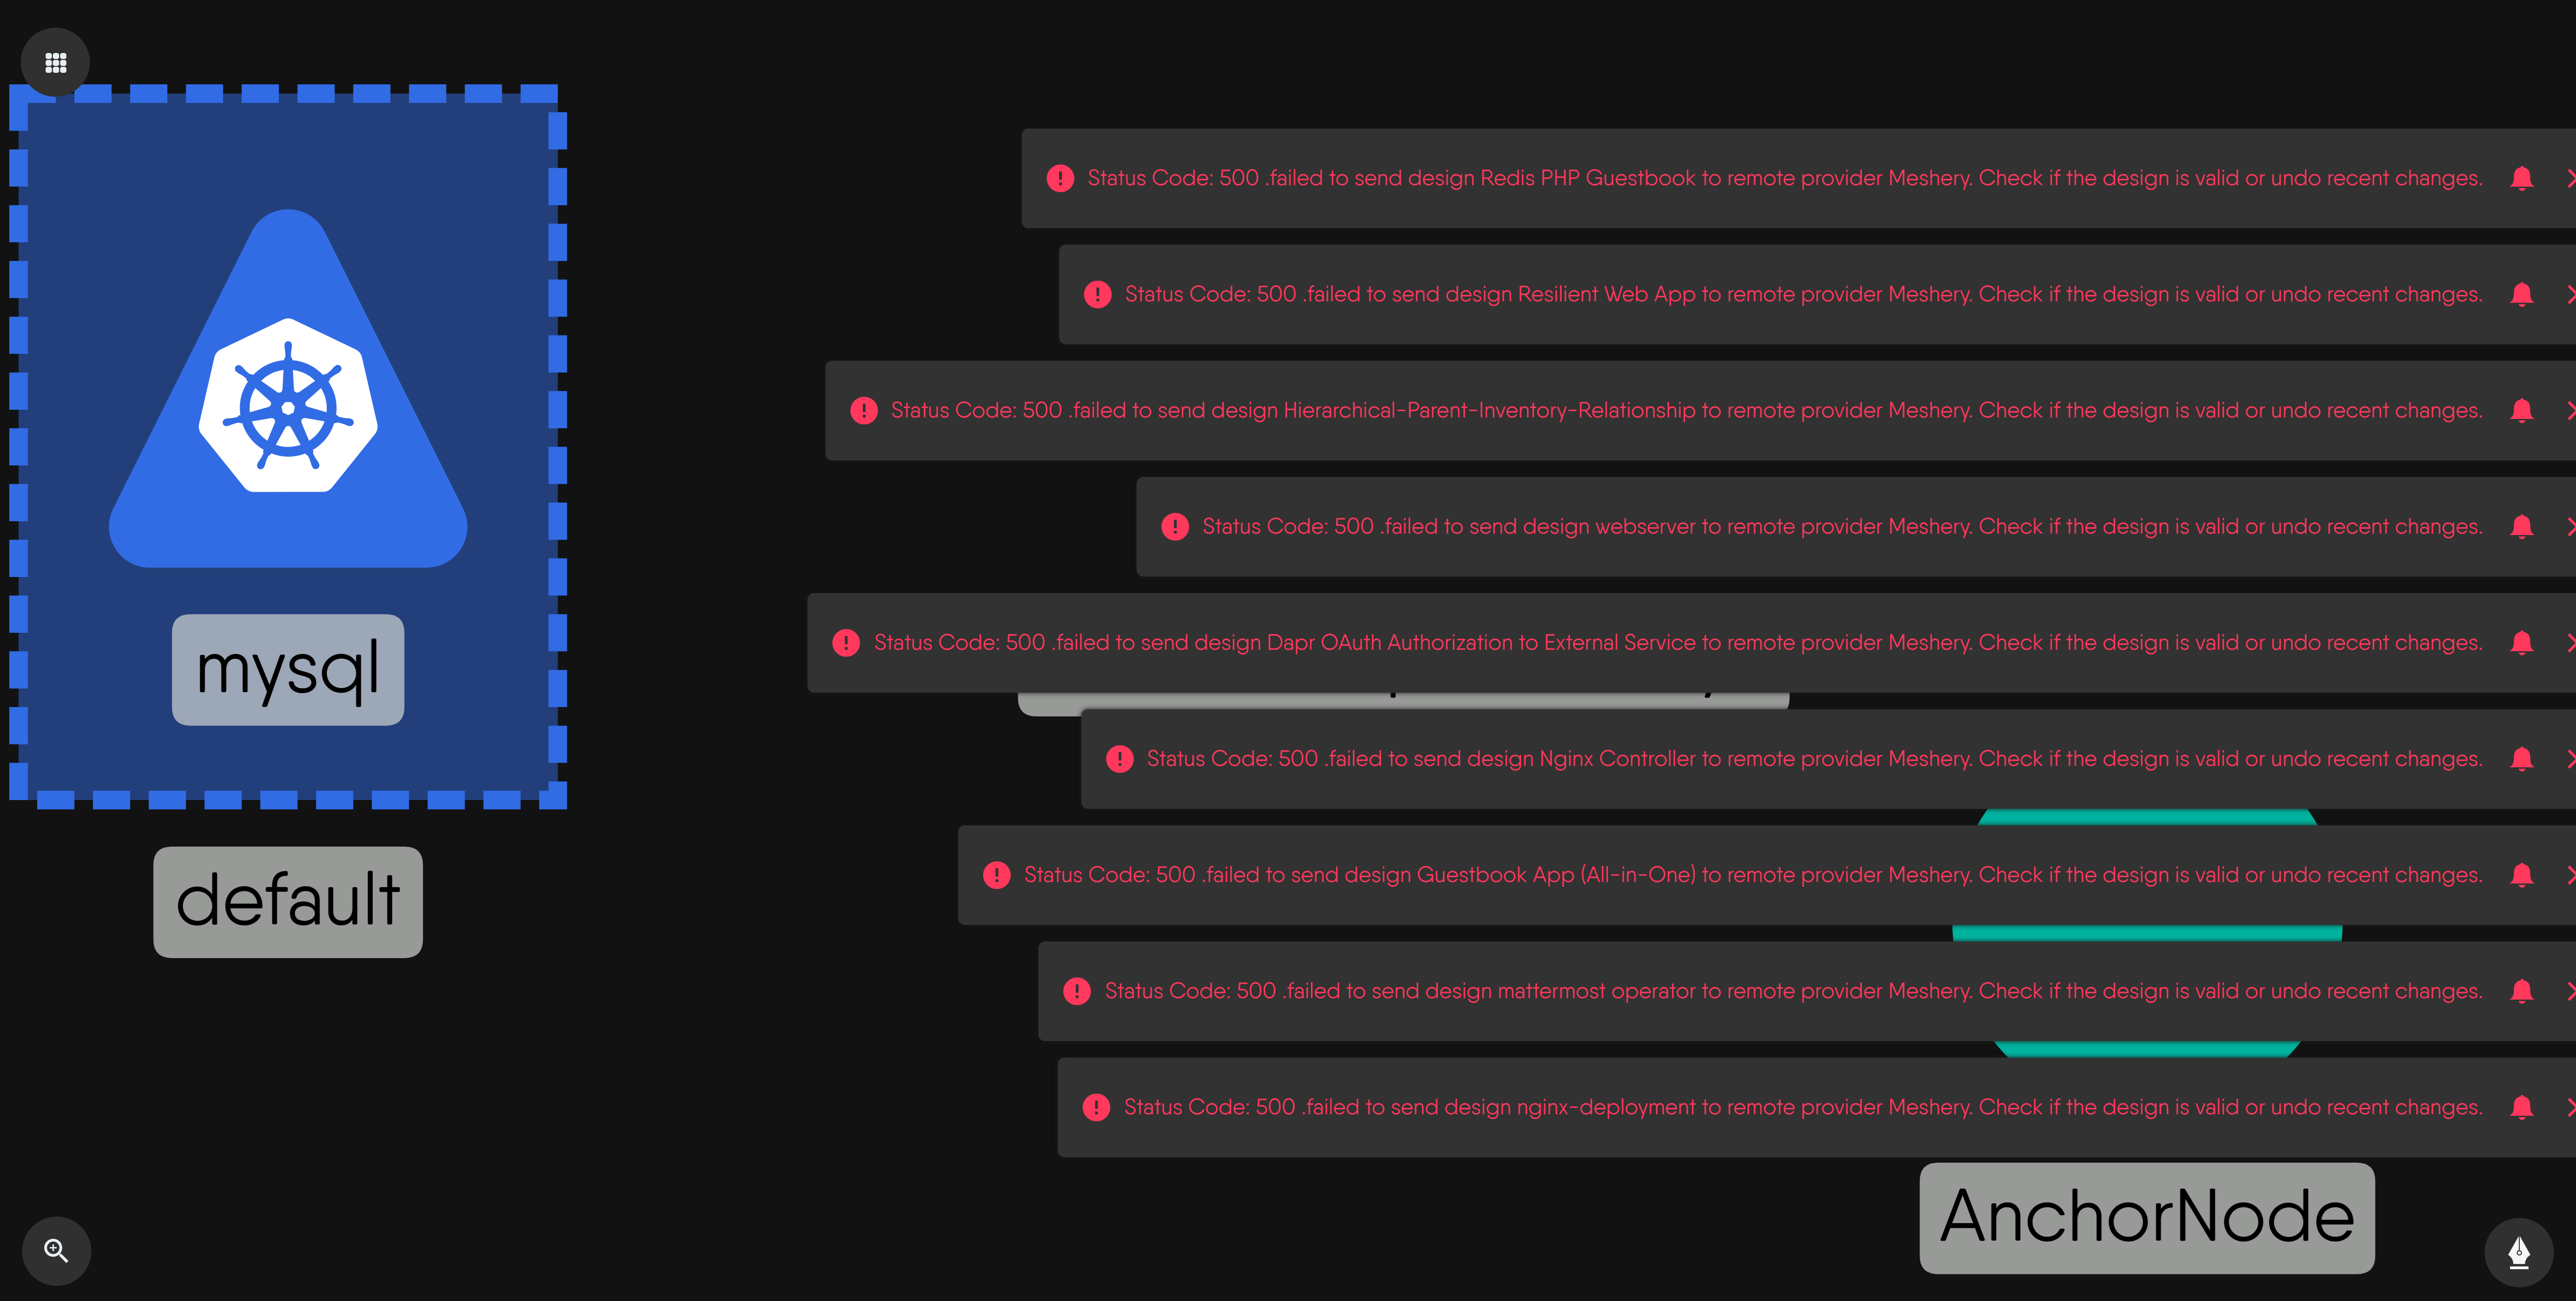 Status Code: 500 .failed to send design Redis PHP Guestbook to remote provider Meshery. Check if the design is valid or undo recent changes.
Status Code: 500 .failed to send design Resilient Web App to remote provider Meshery. Check if the design is valid or undo recent changes.
Status Code: 500 .failed to send design Hierarchical-Parent-Inventory-Relationship to remote provider Meshery. Check if the design is valid or undo recent changes.
Status Code: 500 .failed to send design webserver to remote provider Meshery. Check if the design is valid or undo recent changes.
Status Code: 500 .failed to send design Dapr OAuth Authorization to External Service to remote provider Meshery. Check if the design is valid or undo recent changes.
mysql
Status Code: 500 .failed to send design Nginx Controller to remote provider Meshery. Check if the design is valid or undo recent changes.
Status Code: 500 .failed to send design Guestbook App (All-in-One) to remote provider Meshery. Check if the design is valid or undo recent changes.
default
Status Code: 500 .failed to send design mattermost operator to remote provider Meshery. Check if the design is valid or undo recent changes.
Status Code: 500 .failed to send design nginx-deployment to remote provider Meshery. Check if the design is valid or undo recent changes.
AnchorNode